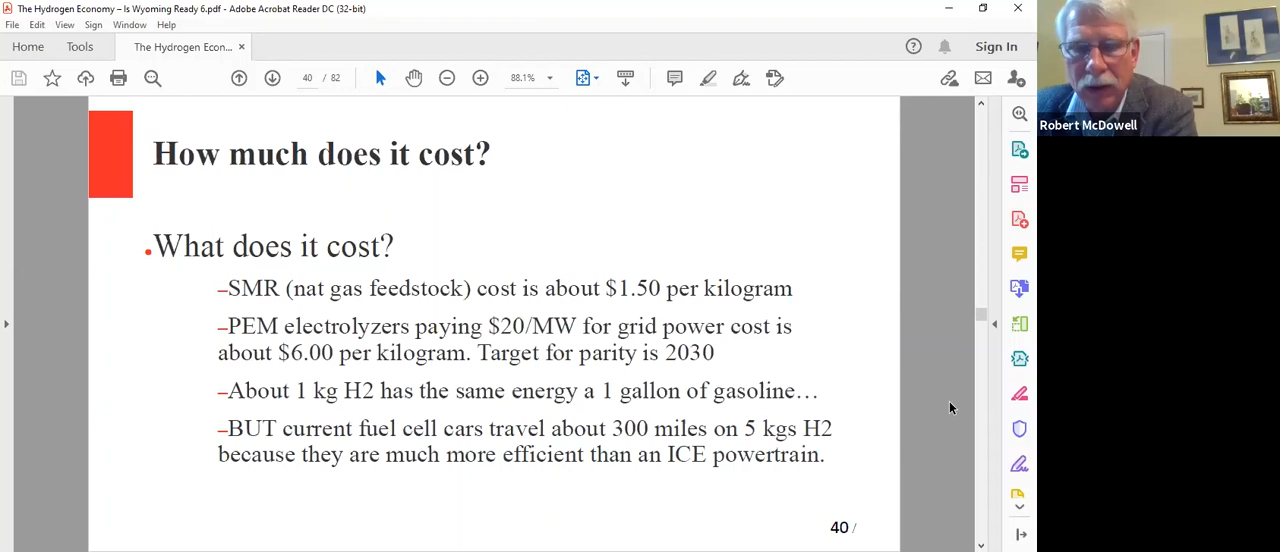 The Hydrogen Economy – Is Wyoming Ready 6.pdf - Adobe Acrobat Reader DC (32-bit)
File Edit View Sign Window Help
Home Tools The Hydrogen Econ... × Sign In
40 / 82 88.1%
Robert McDowell
How much does it cost?
What does it cost?
–SMR (nat gas feedstock) cost is about $1.50 per kilogram
–PEM electrolyzers paying $20/MW for grid power cost is
about $6.00 per kilogram. Target for parity is 2030
–About 1 kg H2 has the same energy a 1 gallon of gasoline…
–BUT current fuel cell cars travel about 300 miles on 5 kgs H2
because they are much more efficient than an ICE powertrain.
40 /